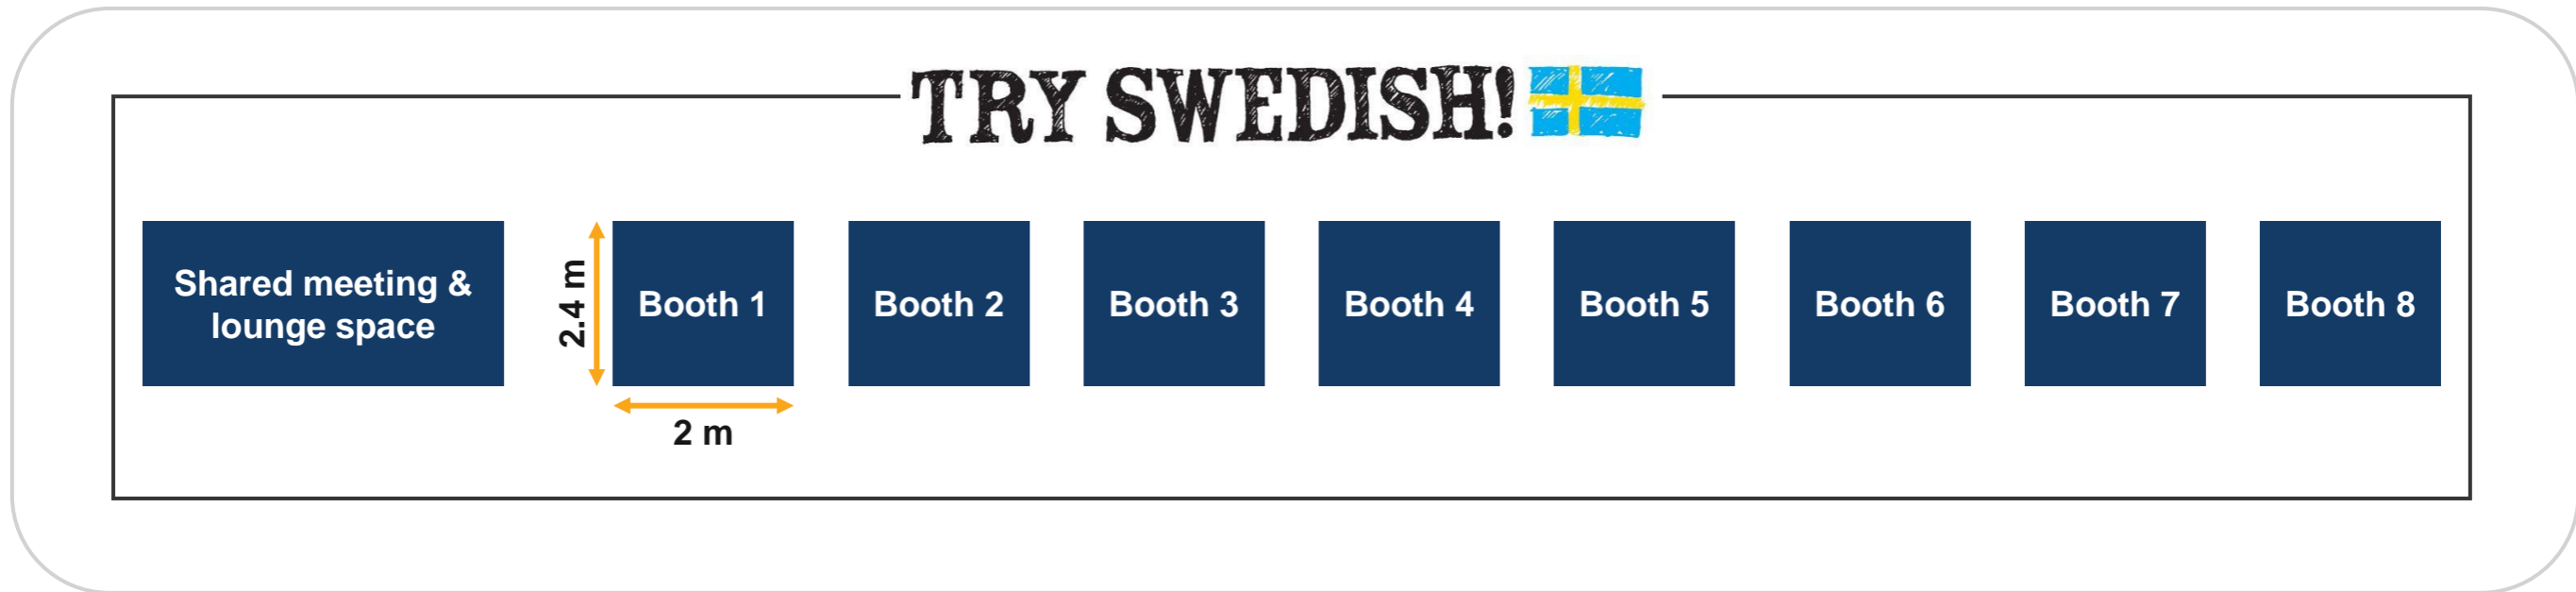 TRY SWEDISH!
Shared meeting &
lounge space
2.4 m
Booth 1
Booth 2
Booth 3
Booth 4
Booth 5
Booth 6
Booth 7
Booth 8
2 m